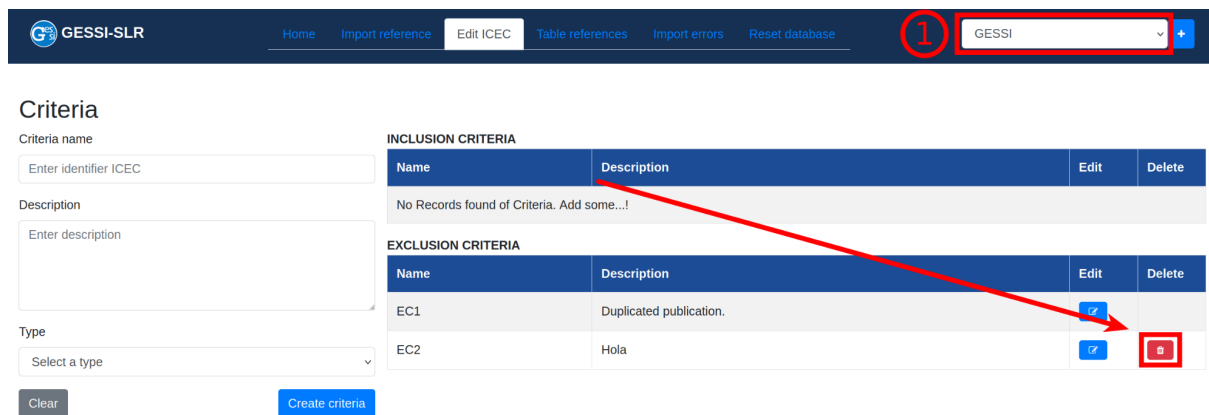 GESSI-SLR Home Import reference Edit ICEC Table references Import errors Reset database 1 GESSI +
Criteria
Criteria name
Enter identifier ICEC
Description
Enter description
Type
Select a type
Clear Create criteria
INCLUSION CRITERIA
Name Description Edit Delete
No Records found of Criteria. Add some...!
EXCLUSION CRITERIA
Name Description Edit Delete
EC1 Duplicated publication.
EC2 Hola